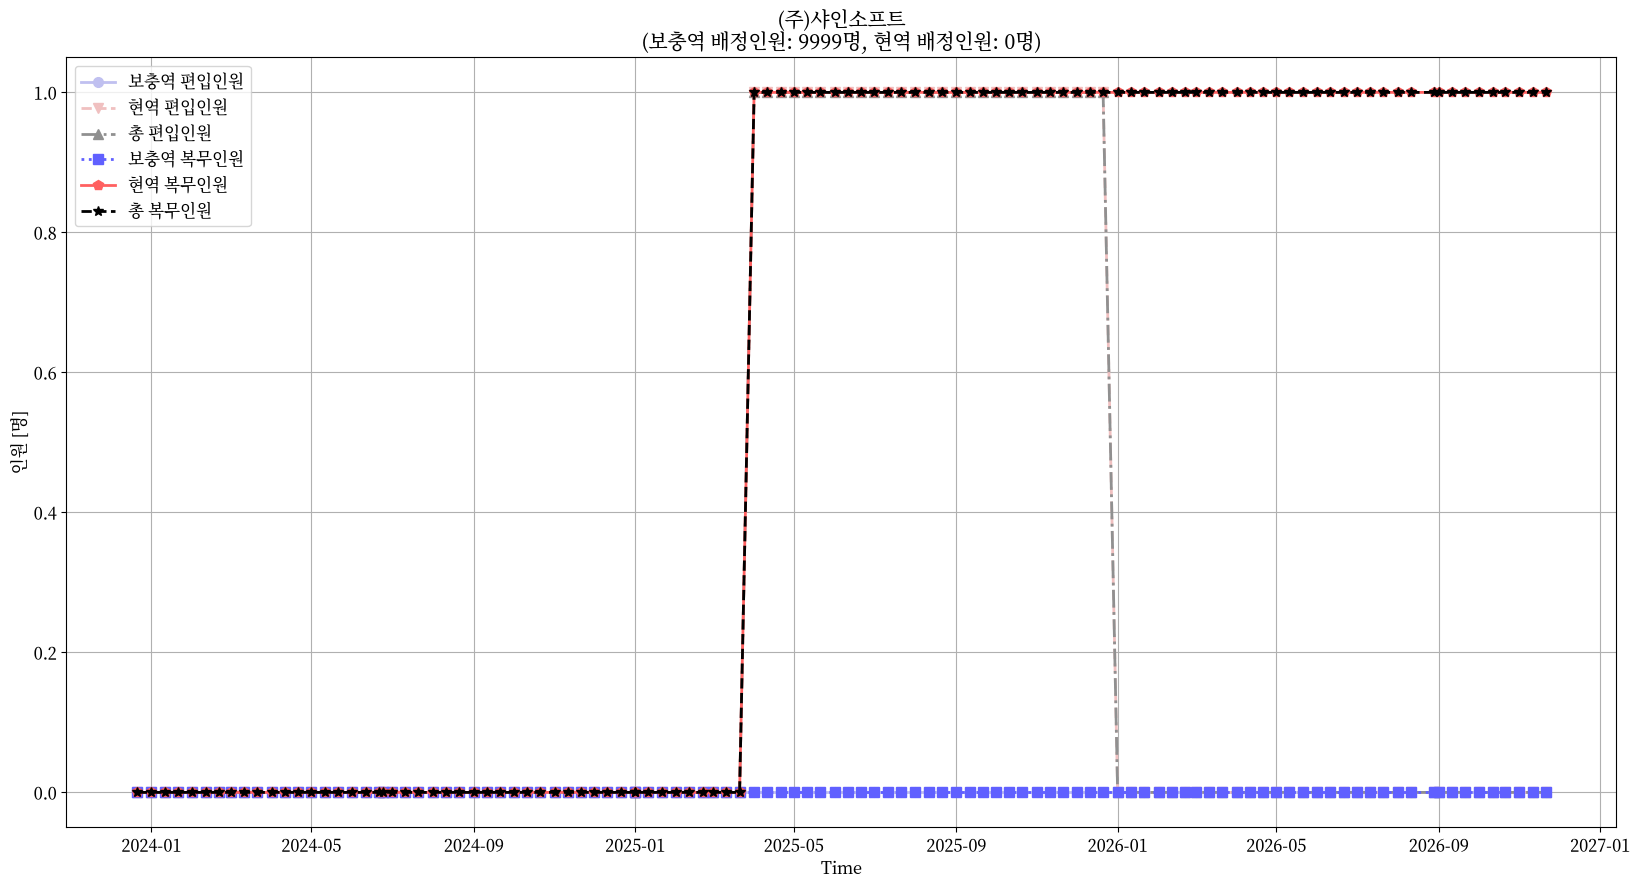 (주)샤인소프트
(보충역 배정인원: 9999명, 현역 배정인원: 0명)
보충역 편입인원
현역 편입인원
총 편입인원
보충역 복무인원
현역 복무인원
총 복무인원
인원 [명]
1.0
0.8
0.6
0.4
0.2
0.0
2024-01
2024-05
2024-09
2025-01
2025-05
2025-09
2026-01
2026-05
2026-09
2027-01
Time